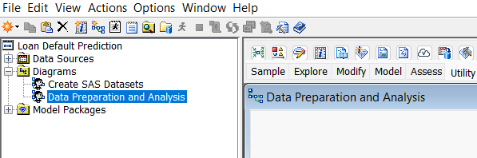 File Edit View Actions Options Window Help
Loan Default Prediction
Data Sources
Diagrams
Create SAS Datasets
Data Preparation and Analysis
Model Packages
Sample Explore Modify Model Assess Utility
Data Preparation and Analysis